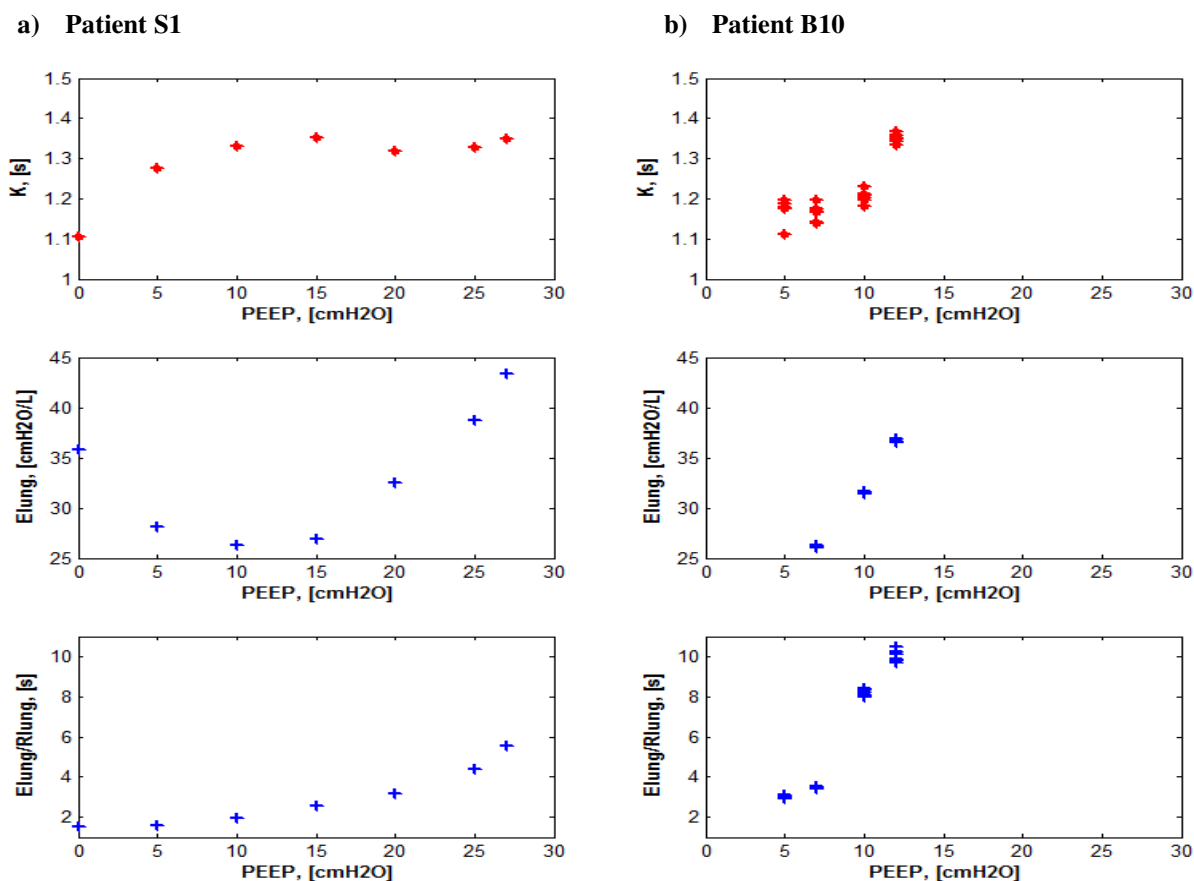 a) Patient S1
1.5
1.4
1.3
1.2
1.1
1
K, [s]
0 5 10 15 20 25 30
PEEP, [cmH2O]
45
40
35
30
25
Elung, [cmH2O/L]
0 5 10 15 20 25 30
PEEP, [cmH2O]
10
8
6
4
2
Elung/Rlung, [s]
0 5 10 15 20 25 30
PEEP, [cmH2O]
b) Patient B10
1.5
1.4
1.3
1.2
1.1
1
K, [s]
0 5 10 15 20 25 30
PEEP, [cmH2O]
45
40
35
30
25
Elung, [cmH2O/L]
0 5 10 15 20 25 30
PEEP, [cmH2O]
10
8
6
4
2
Elung/Rlung, [s]
0 5 10 15 20 25 30
PEEP, [cmH2O]